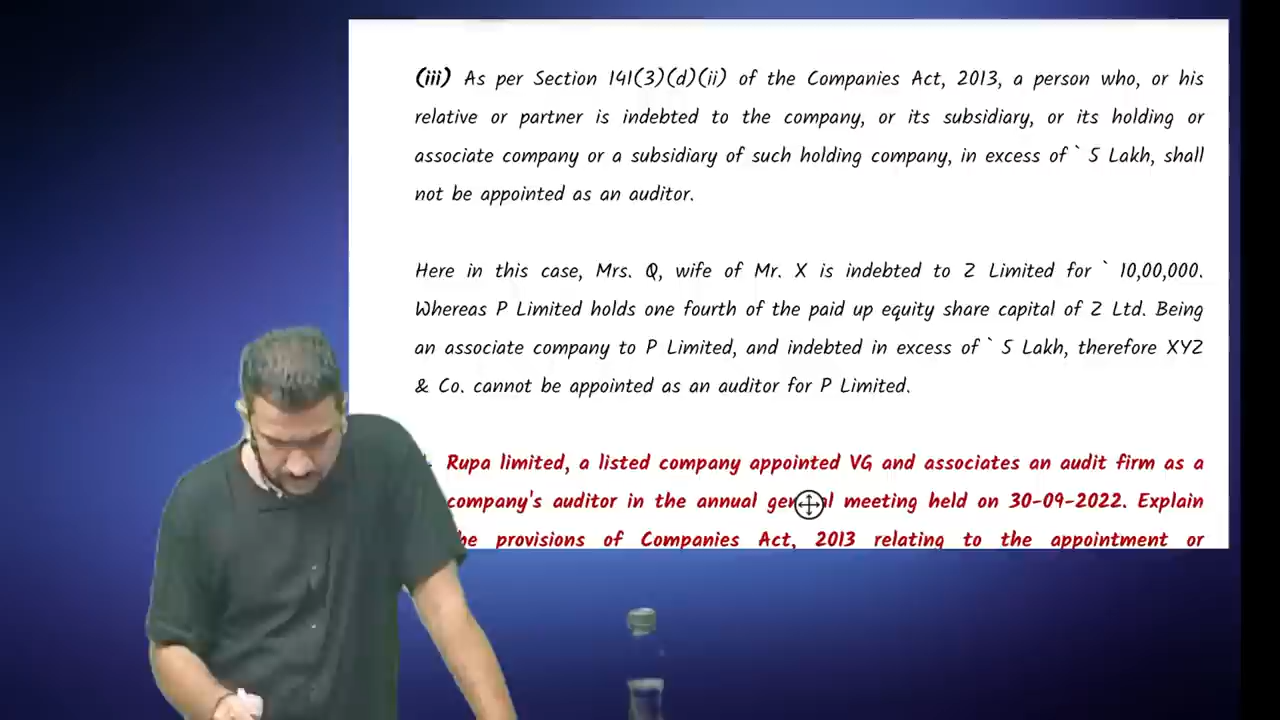 (iii) As per Section 141(3)(d)(ii) of the Companies Act, 2013, a person who, or his
relative or partner is indebted to the company, or its subsidiary, or its holding or
associate company or a subsidiary of such holding company, in excess of ` 5 Lakh, shall
not be appointed as an auditor.
Here in this case, Mrs. Q, wife of Mr. X is indebted to Z Limited for ` 10,00,000.
Whereas P Limited holds one fourth of the paid up equity share capital of Z Ltd. Being
an associate company to P Limited, and indebted in excess of ` 5 Lakh, therefore XYZ
& Co. cannot be appointed as an auditor for P Limited.
Rupa limited, a listed company appointed VG and associates an audit firm as a
company's auditor in the annual general meeting held on 30-09-2022. Explain
provisions of Companies Act, 2013 relating to the appointment or